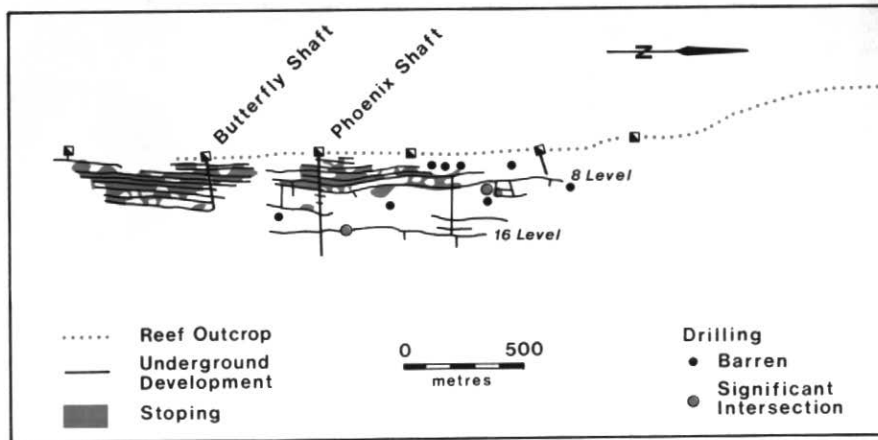 Butterfly Shaft
Phoenix Shaft
N
8 Level
16 Level
Reef Outcrop
Underground
Development
Stoping
0 500
metres
Drilling
Barren
Significant
Intersection